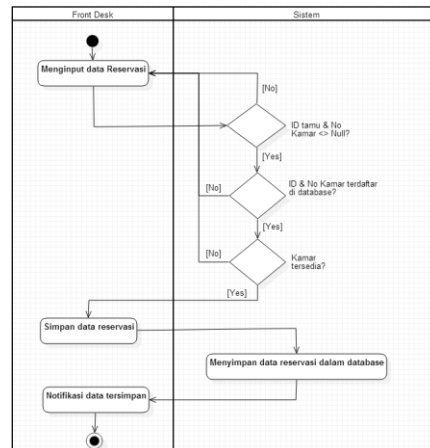 Front Desk
Sistem
Menginput data Reservasi
[No]
ID tamu & No
Kamar <> Null?
[Yes]
[No]
ID & No Kamar terdaftar
di database?
[Yes]
[No]
Kamar
tersedia?
[Yes]
Simpan data reservasi
Menyimpan data reservasi dalam database
Notifikasi data tersimpan